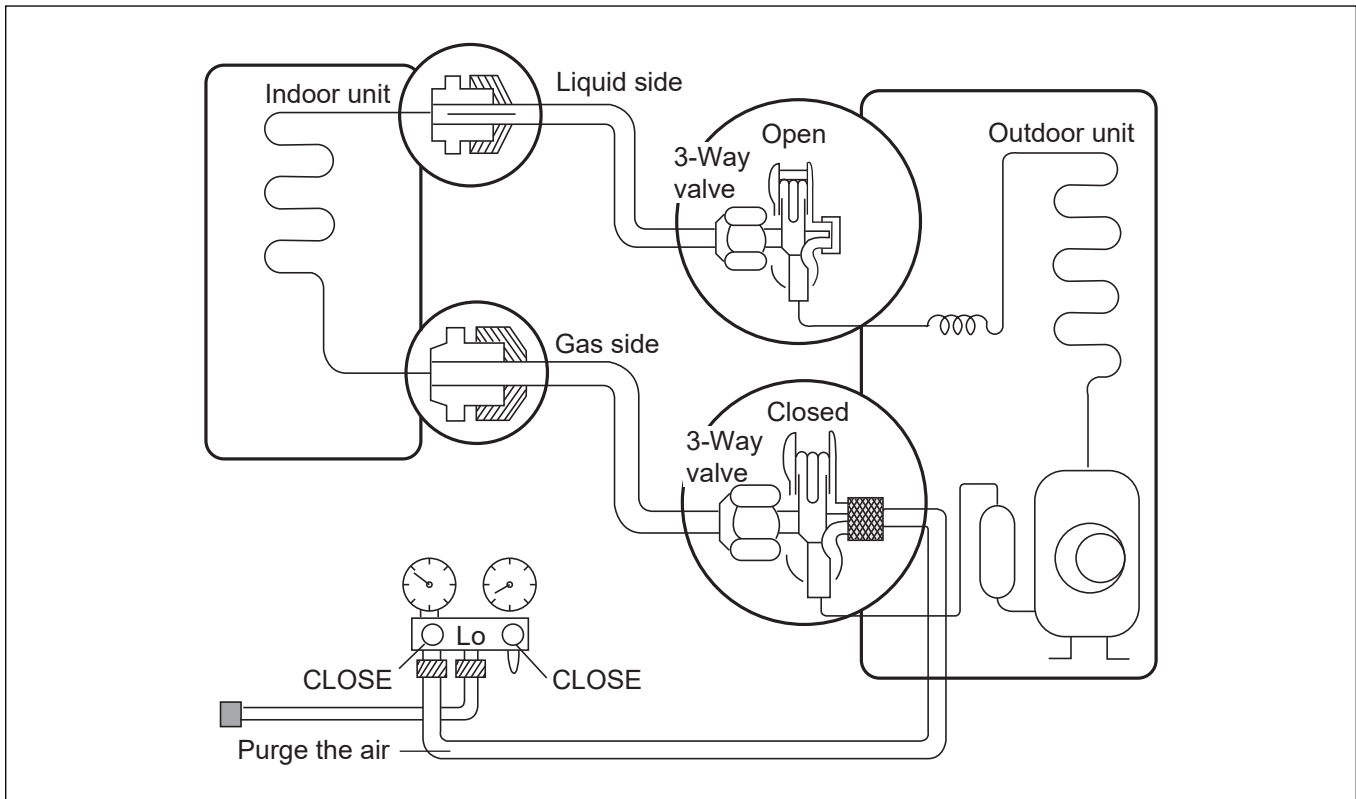 Indoor unit
Liquid side
Open
3-Way
valve
Outdoor unit
Gas side
Closed
3-Way
valve
Lo
CLOSE
CLOSE
Purge the air